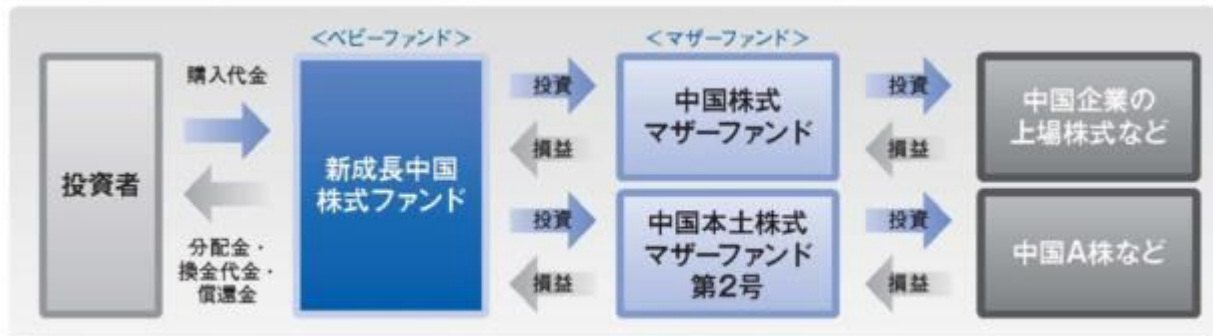 <ベビーファンド>
<マザーファンド>
投資者
購入代金
分配金・
換金代金・
償還金
新成長中国
株式ファンド
投資
損益
投資
損益
中国株式
マザーファンド
中国本土株式
マザーファンド
第2号
投資
損益
投資
損益
中国企業の
上場株式など
中国A株など